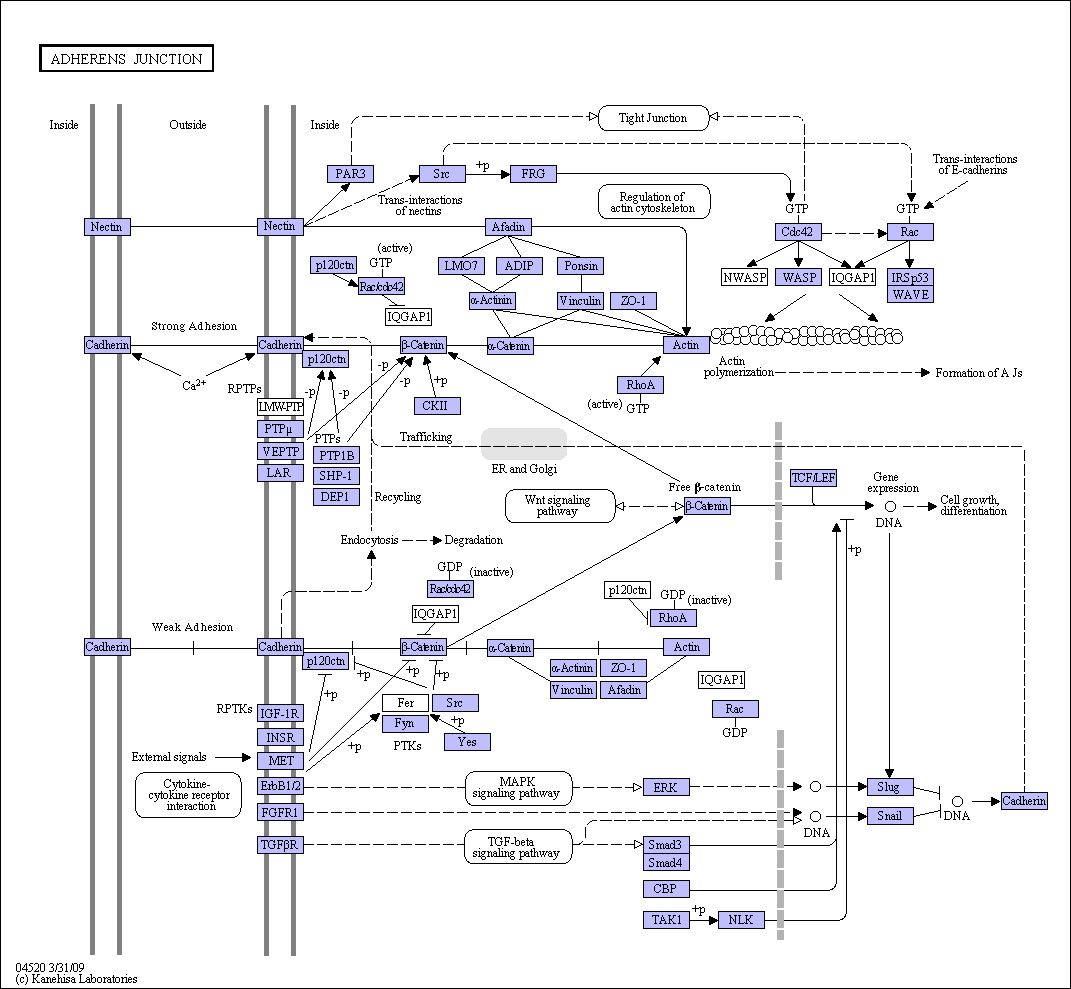 ADHERENS JUNCTION
Inside
Outside
Inside
Tight Junction
PAR3
Src
+p
FRG
Trans-interactions
of E-cadherins
Trans-interactions
of nectins
Regulation of
actin cytoskeleton
GTP
GTP
Nectin
Nectin
Afadin
Cdc42
Rac
(active)
GTP
p120ctn
Rac/cdc42
IQGAP1
LMO7
ADIP
Ponsin
NWASP
WASP
IQGAP1
IRSp53
WAVE
α-Actinin
Vinculin
ZO-1
Strong Adhesion
Cadherin
Cadherin
p120ctn
β-Catenin
α-Catenin
Actin
Actin
polymerization
Formation of A Js
Ca2+
RPTPs
-p
-p
-p
-p
+p
RhoA
(active)
GTP
LMW-PTP
CKII
PTPμ
VEPTP
LAR
PTPs
PTP1B
SHP-1
DEP1
Trafficking
ER and Golgi
Recycling
Free β-catenin
β-Catenin
Wnt signaling
pathway
TCF/LEF
Gene
expression
DNA
Cell growth,
differentiation
+p
Endocytosis
Degradation
GDP
(inactive)
Rac/cdc42
IQGAP1
p120ctn
GDP
(inactive)
RhoA
Weak Adhesion
Cadherin
Cadherin
p120ctn
β-Catenin
α-Catenin
Actin
+p
+p
+p
+p
+p
+p
α-Actinin
ZO-1
Vinculin
Afadin
IQGAP1
Rac
GDP
RPTKs
IGF-1R
INSR
MET
ErbB1/2
FGFR1
TGFβR
Fer
Src
Fyn
Yes
PTKs
External signals
Cytokine-
cytokine receptor
interaction
MAPK
signaling pathway
ERK
Slug
Snail
DNA
DNA
Cadherin
TGF-beta
signaling pathway
Smad3
Smad4
CBP
TAK1
+p
NLK
04520 3/31/09
(c) Kanehisa Laboratories